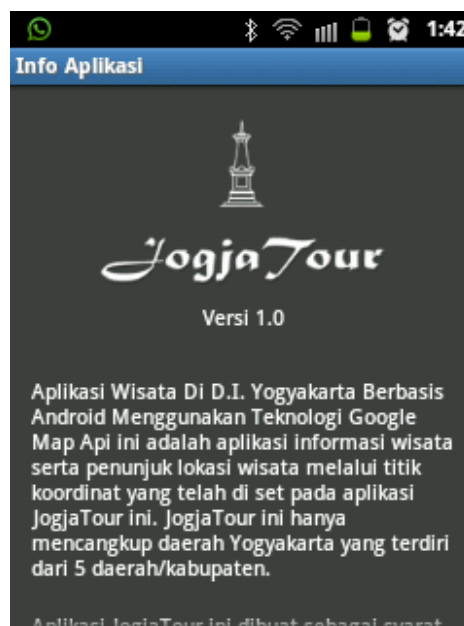 1:42
Info Aplikasi
JogjaTour
Versi 1.0
Aplikasi Wisata Di D.I. Yogyakarta Berbasis
Android Menggunakan Teknologi Google
Map Api ini adalah aplikasi informasi wisata
serta penunjuk lokasi wisata melalui titik
koordinat yang telah di set pada aplikasi
JogjaTour ini. JogjaTour ini hanya
mencangkup daerah Yogyakarta yang terdiri
dari 5 daerah/kabupaten.
Aplikasi JogjaTour ini dibuat sebagai syarat